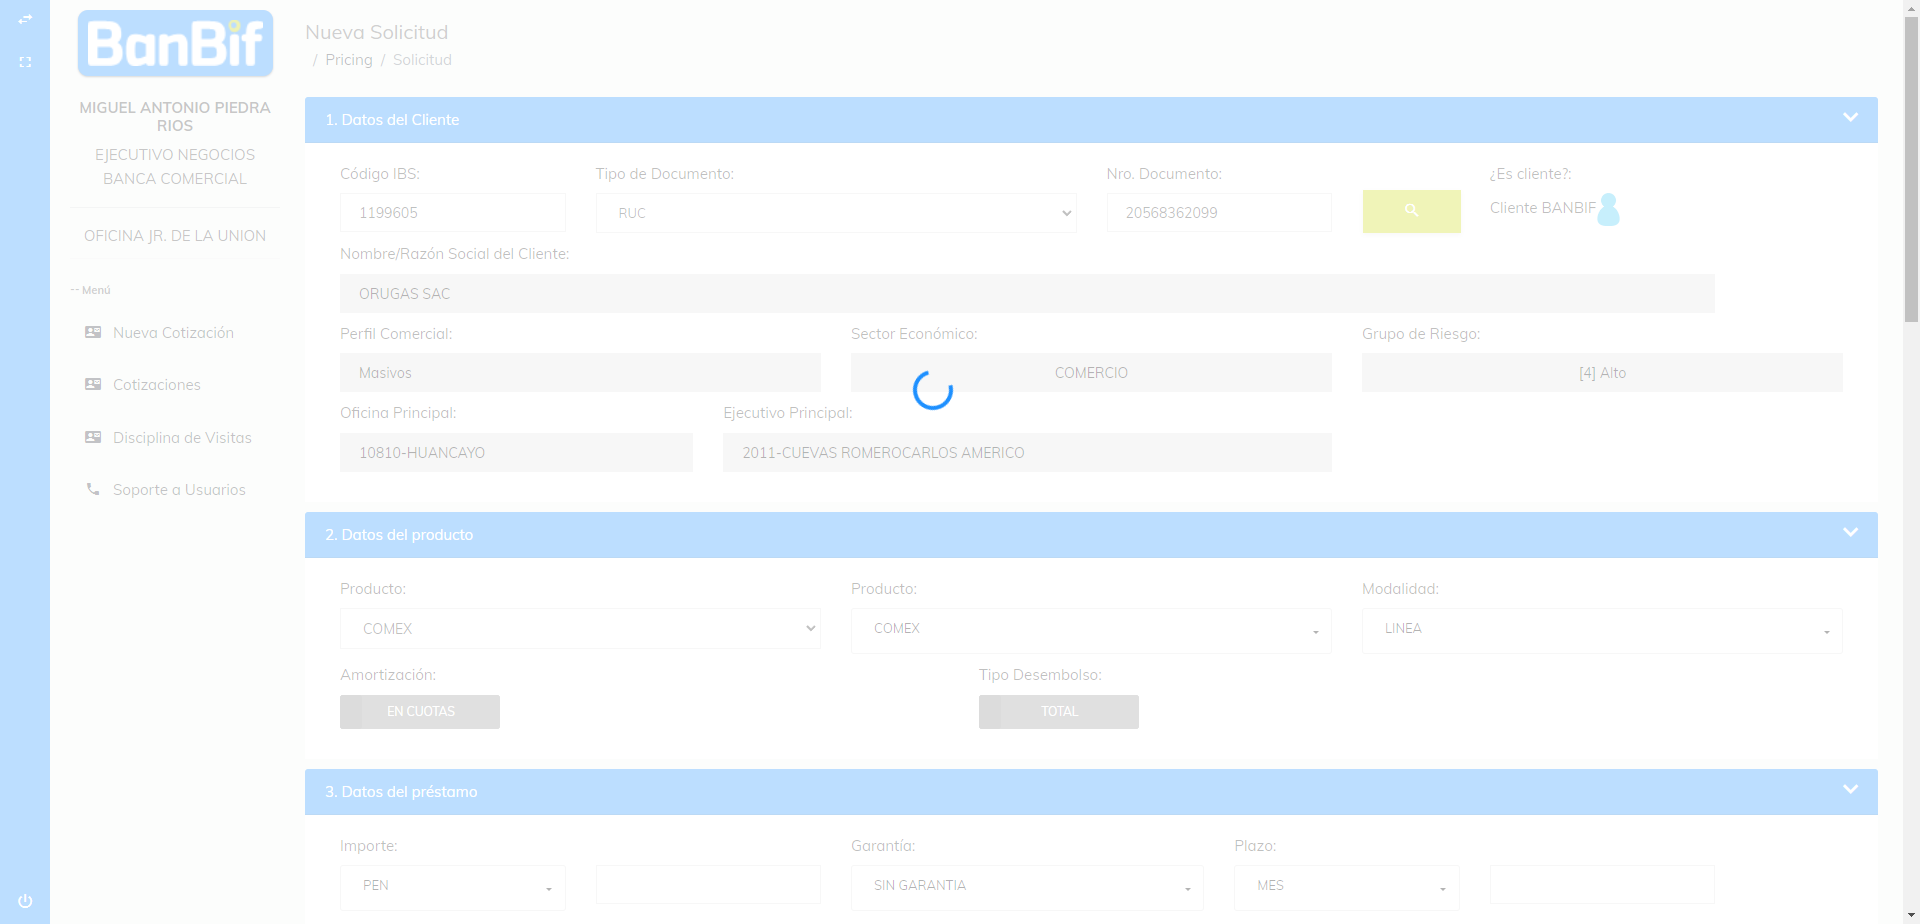 BanBif
MIGUEL ANTONIO PIEDRA
RIOS
EJECUTIVO NEGOCIOS
BANCA COMERCIAL
OFICINA JR. DE LA UNION
-- Menú
Nueva Cotización
Cotizaciones
Disciplina de Visitas
Soporte a Usuarios
Nueva Solicitud
/ Pricing / Solicitud
1. Datos del Cliente
Código IBS: Tipo de Documento: Nro. Documento: ¿Es cliente?:
1199605 RUC 20568362099 Cliente BANBIF
Nombre/Razón Social del Cliente:
ORUGAS SAC
Perfil Comercial: Sector Económico: Grupo de Riesgo:
Masivos COMERCIO [4] Alto
Oficina Principal: Ejecutivo Principal:
10810-HUANCAYO 2011-CUEVAS ROMEROCARLOS AMERICO
2. Datos del producto
Producto: Producto: Modalidad:
COMEX COMEX LINEA
Amortización: Tipo Desembolso:
EN CUOTAS TOTAL
3. Datos del préstamo
Importe: Garantía: Plazo:
PEN SIN GARANTIA MES